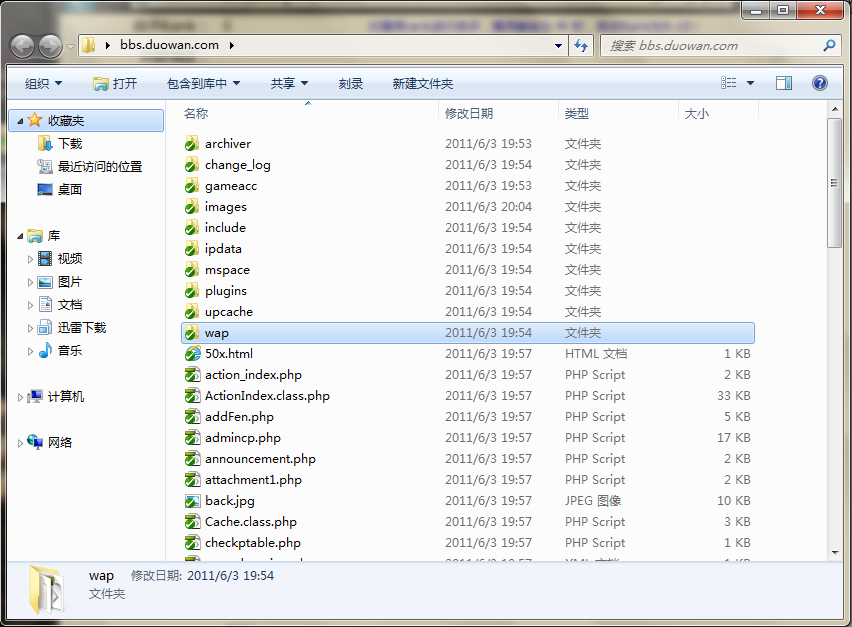 bbs.duowan.com
搜索 bbs.duowan.com
组织 打开 包含到库中 共享 刻录 新建文件夹
收藏夹
下载
最近访问的位置
桌面
库
视频
图片
文档
迅雷下载
音乐
计算机
网络
名称 修改日期 类型 大小
archiver 2011/6/3 19:53 文件夹
change_log 2011/6/3 19:54 文件夹
gameacc 2011/6/3 19:53 文件夹
images 2011/6/3 20:04 文件夹
include 2011/6/3 19:54 文件夹
ipdata 2011/6/3 19:54 文件夹
mspace 2011/6/3 19:54 文件夹
plugins 2011/6/3 19:54 文件夹
upcache 2011/6/3 19:54 文件夹
wap 2011/6/3 19:54 文件夹
50x.html 2011/6/3 19:57 HTML 文档 1 KB
action_index.php 2011/6/3 19:57 PHP Script 2 KB
ActionIndex.class.php 2011/6/3 19:57 PHP Script 33 KB
addFen.php 2011/6/3 19:57 PHP Script 5 KB
admincp.php 2011/6/3 19:57 PHP Script 17 KB
announcement.php 2011/6/3 19:57 PHP Script 2 KB
attachment1.php 2011/6/3 19:57 PHP Script 2 KB
back.jpg 2011/6/3 19:57 JPEG 图像 10 KB
Cache.class.php 2011/6/3 19:57 PHP Script 3 KB
checkptable.php 2011/6/3 19:57 PHP Script 1 KB
wap 修改日期: 2011/6/3 19:54
文件夹